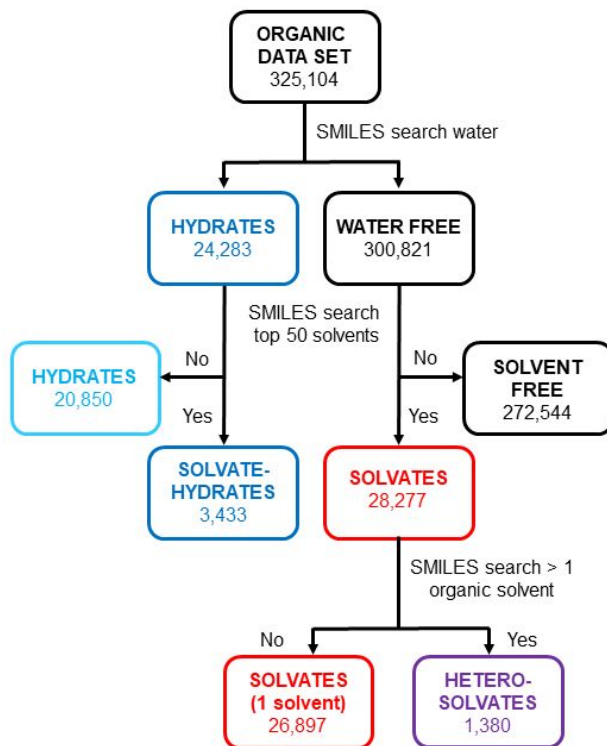 ORGANIC
DATA SET
325,104
SMILES search water
HYDRATES
24,283
WATER FREE
300,821
SMILES search
top 50 solvents
No
No
HYDRATES
20,850
SOLVENT
FREE
272,544
Yes
Yes
SOLVATE-
HYDRATES
3,433
SOLVATES
28,277
SMILES search > 1
organic solvent
No
Yes
SOLVATES
(1 solvent)
26,897
HETERO-
SOLVATES
1,380